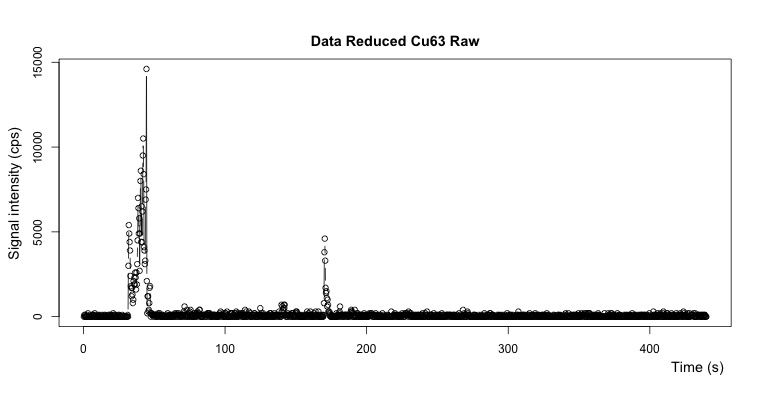 Data Reduced Cu63 Raw
Signal intensity (cps)
15000
10000
5000
0
0 100 200 300 400
Time (s)